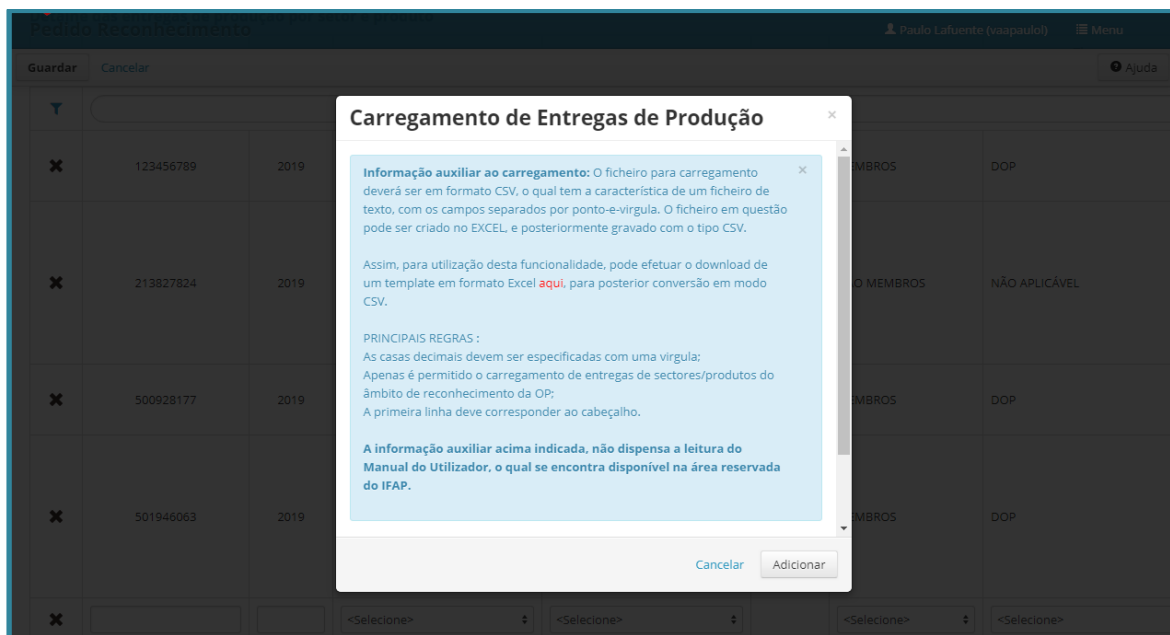 Pedido Reconhecimento
Paulo Lafuente (vaapaulof)
Menu
Guardar
Cancelar
Ajuda
Carregamento de Entregas de Produção
×
Informação auxiliar ao carregamento: O ficheiro para carregamento
deverá ser em formato CSV, o qual tem a característica de um ficheiro de
texto, com os campos separados por ponto-e-virgula. O ficheiro em questão
pode ser criado no EXCEL, e posteriormente gravado com o tipo CSV.
×
Assim, para utilização desta funcionalidade, pode efetuar o download de
um template em formato Excel aqui, para posterior conversão em modo
CSV.
PRINCIPAIS REGRAS :
As casas decimais devem ser especificadas com uma virgula;
Apenas é permitido o carregamento de entregas de sectores/produtos do
âmbito de reconhecimento da OP;
A primeira linha deve corresponder ao cabeçalho.
A informação auxiliar acima indicada, não dispensa a leitura do
Manual do Utilizador, o qual se encontra disponível na área reservada
do IFAP.
Cancelar
Adicionar
123456789 2019 EMBROS DOP
213827824 2019 O MEMBROS NÃO APLICÁVEL
500928177 2019 EMBROS DOP
501946063 2019 EMBROS DOP
<Selecione> <Selecione> <Selecione> <Selecione>